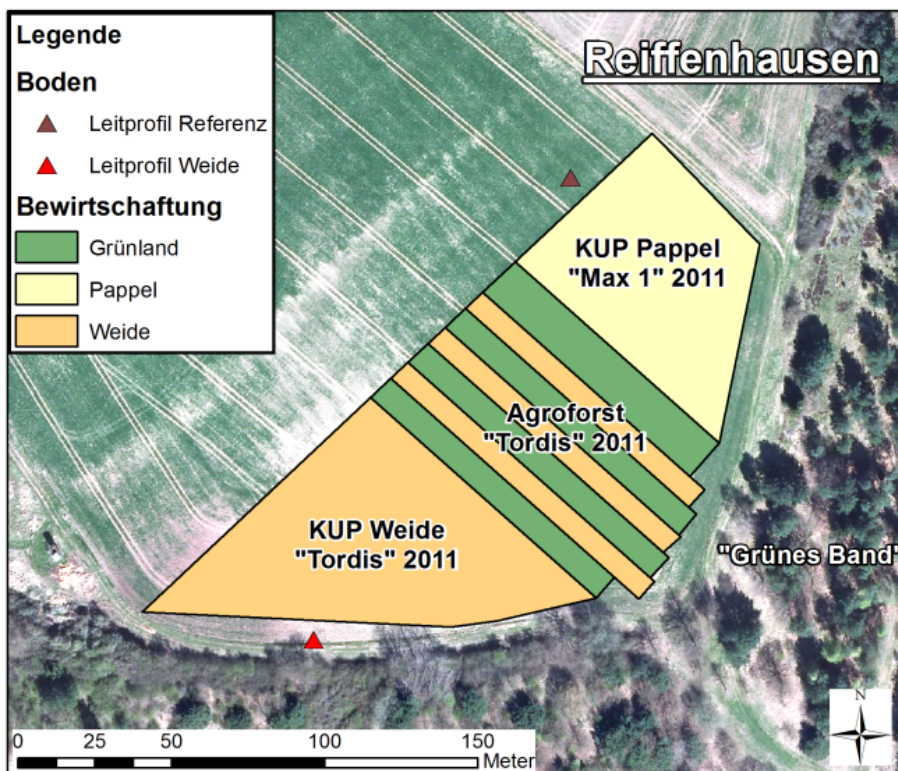 Legende
Boden
Leitprofil Referenz
Leitprofil Weide
Bewirtschaftung
Grünland
Pappel
Weide
Reiffenhausen
KUP Pappel
"Max 1" 2011
Agroforst
"Tordis" 2011
KUP Weide
"Tordis" 2011
"Grünes Band"
N
0 25 50 100 150
Meter